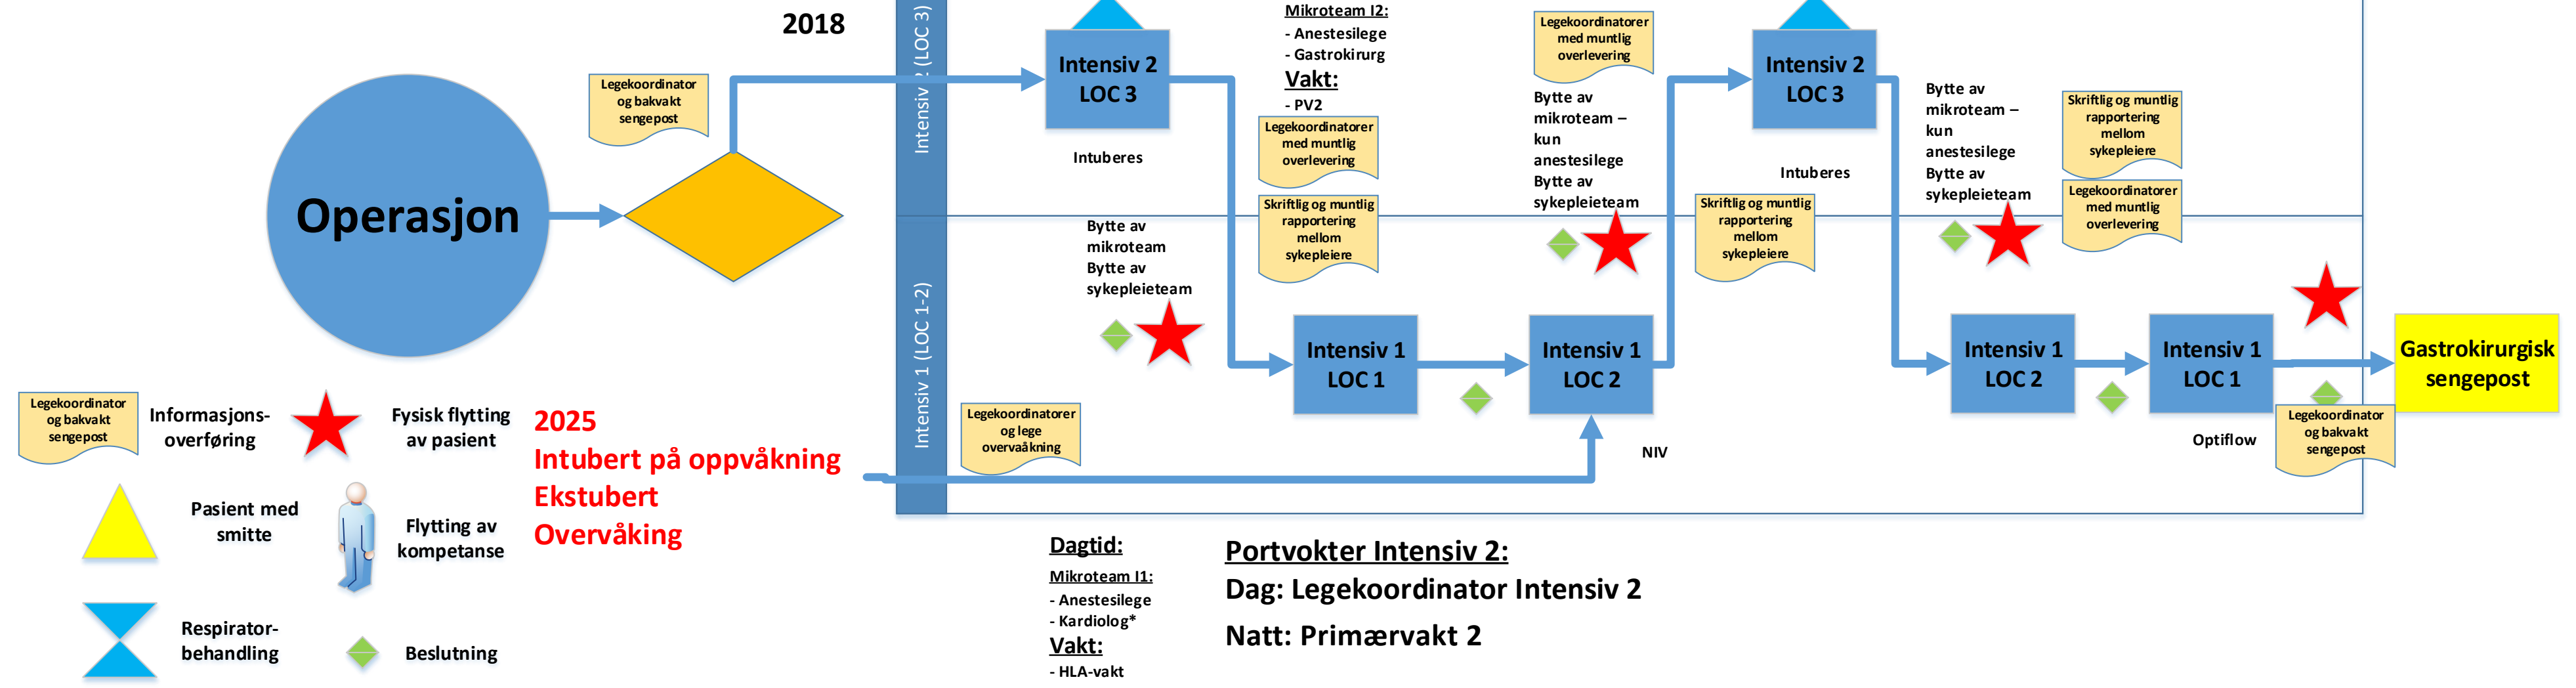 2018
Operasjon
Legekoordinator
og bakvakt
sengepost
Intensiv 2 (LOC 3)
Intensiv 2
LOC 3
Intuberes
Mikroteam I2:
- Anestesilege
- Gastrokirurg
Vakt:
- PV2
Legekoordinatorer
med muntlig
overlevering
Skriftlig og muntlig
rapportering
mellom
sykepleiere
Legekoordinatorer
med muntlig
overlevering
Bytte av
mikroteam –
kun
anestesilege
Bytte av
sykepleieteam
Skriftlig og muntlig
rapportering
mellom
sykepleiere
Intensiv 2
LOC 3
Intuberes
Bytte av
mikroteam –
kun
anestesilege
Bytte av
sykepleieteam
Skriftlig og muntlig
rapportering
mellom
sykepleiere
Legekoordinatorer
med muntlig
overlevering
Intensiv 1 (LOC 1-2)
Bytte av
mikroteam
Bytte av
sykepleieteam
Intensiv 1
LOC 1
Intensiv 1
LOC 2
NIV
Intensiv 1
LOC 2
Intensiv 1
LOC 1
Optiflow
Legekoordinator
og bakvakt
sengepost
Gastrokirurgisk
sengepost
Legekoordinatorer
og lege
overvaåkning
Legekoordinator
og bakvakt
sengepost
Informasjons-
overføring
Fysisk flytting
av pasient
Pasient med
smitte
Flytting av
kompetanse
Respirator-
behandling
Beslutning
2025
Intubert på oppvåkning
Ekstubert
Overvåking
Dagtid:
Mikroteam I1:
- Anestesilege
- Kardiolog*
Vakt:
- HLA-vakt
Portvokter Intensiv 2:
Dag: Legekoordinator Intensiv 2
Natt: Primærvakt 2